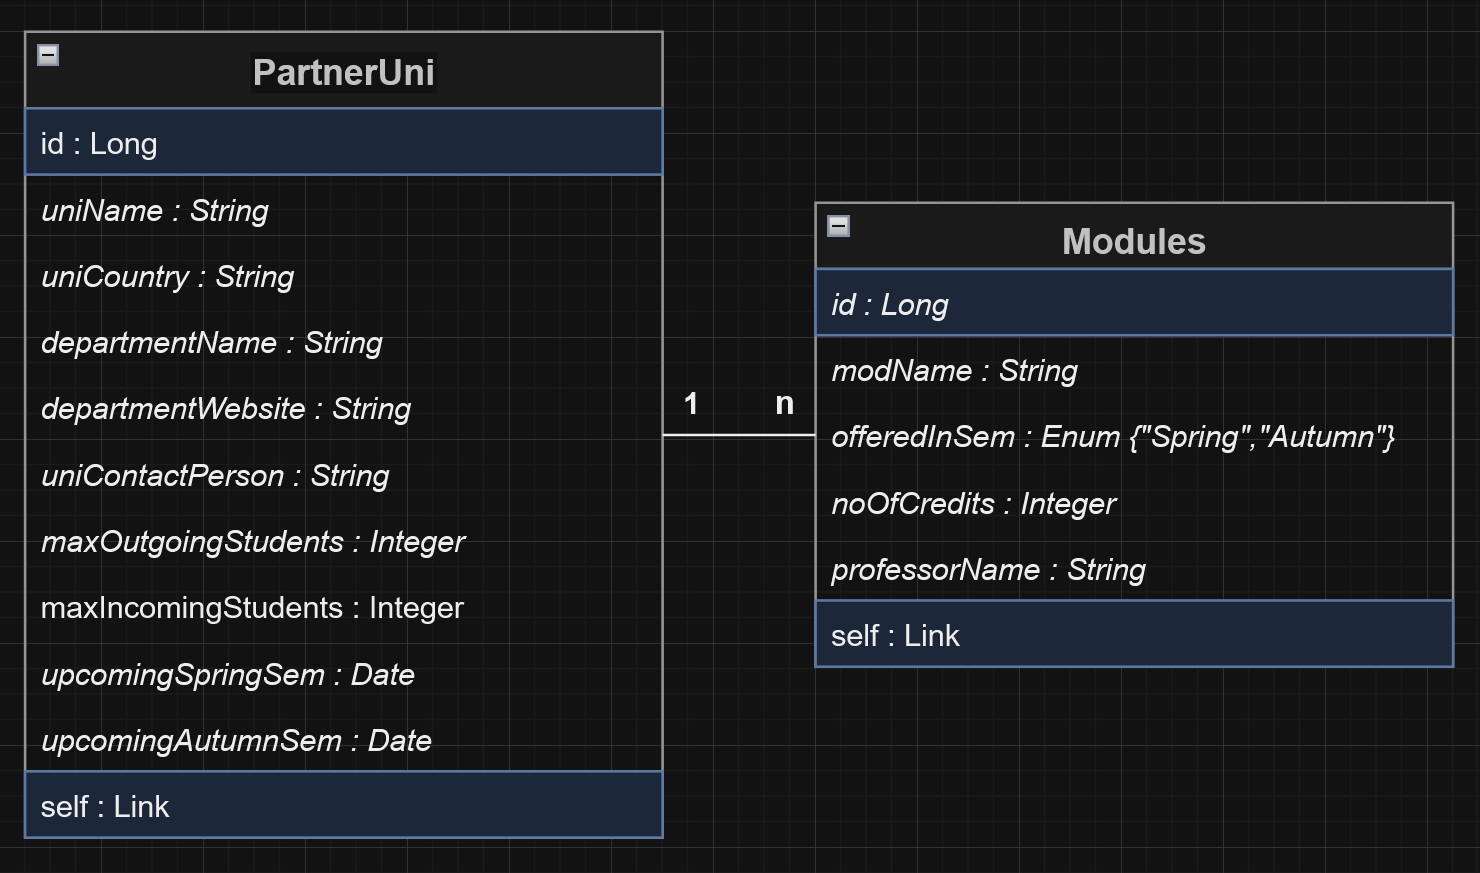 PartnerUni
id : Long
uniName : String
uniCountry : String
departmentName : String
departmentWebsite : String
uniContactPerson : String
maxOutgoingStudents : Integer
maxIncomingStudents : Integer
upcomingSpringSem : Date
upcomingAutumnSem : Date
self : Link
1 n
Modules
id : Long
modName : String
offeredInSem : Enum {"Spring","Autumn"}
noOfCredits : Integer
professorName : String
self : Link